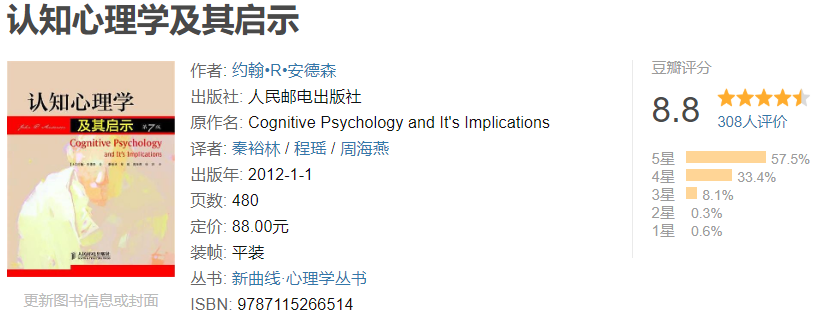 认知心理学及其启示
认知心理学
及其启示 第7版
Cognitive Psychology
and It's Implications
人民邮电出版社
更新图书信息或封面
作者: 约翰•R•安德森
出版社: 人民邮电出版社
原作名: Cognitive Psychology and It's Implications
译者: 秦裕林 / 程瑶 / 周海燕
出版年: 2012-1-1
页数: 480
定价: 88.00元
装帧: 平装
丛书: 新曲线·心理学丛书
ISBN: 9787115266514
豆瓣评分
8.8
308人评价
5星 57.5%
4星 33.4%
3星 8.1%
2星 0.3%
1星 0.6%